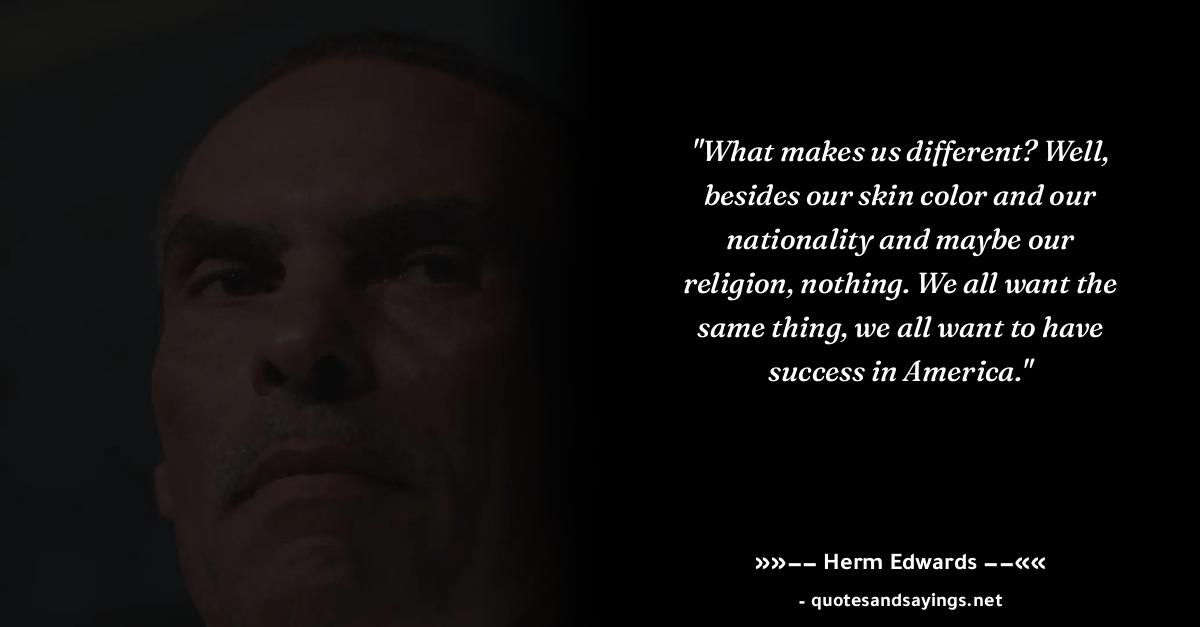 "What makes us different? Well,
besides our skin color and our
nationality and maybe our
religion, nothing. We all want the
same thing, we all want to have
success in America."
»»−− Herm Edwards −−««
- quotesandsayings.net